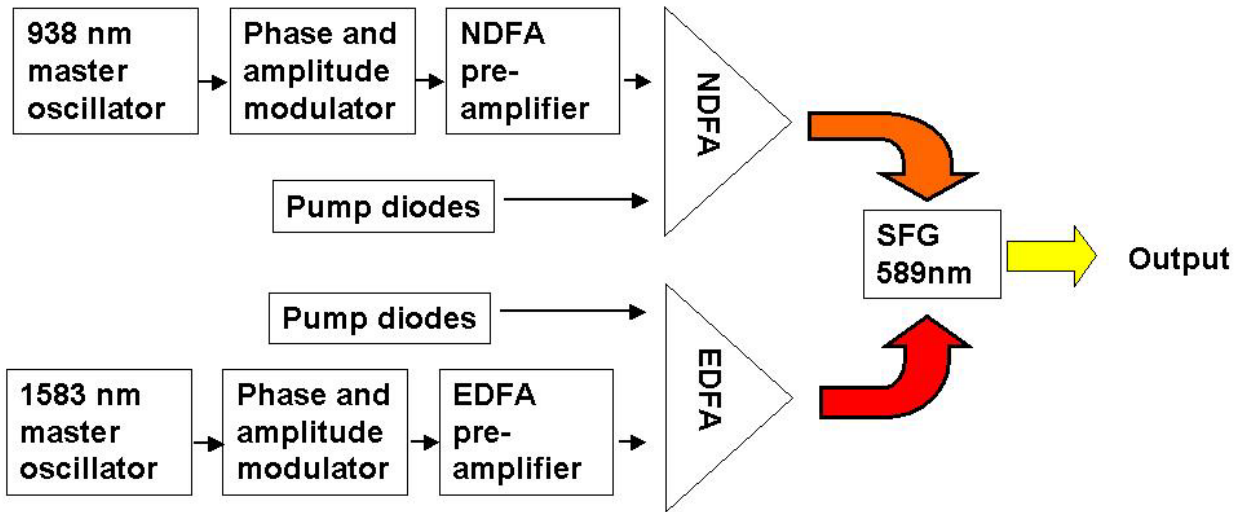 938 nm
master
oscillator
Phase and
amplitude
modulator
NDFA
pre-
amplifier
NDFA
Pump diodes
SFG
589nm
Output
Pump diodes
EDFA
1583 nm
master
oscillator
Phase and
amplitude
modulator
EDFA
pre-
amplifier